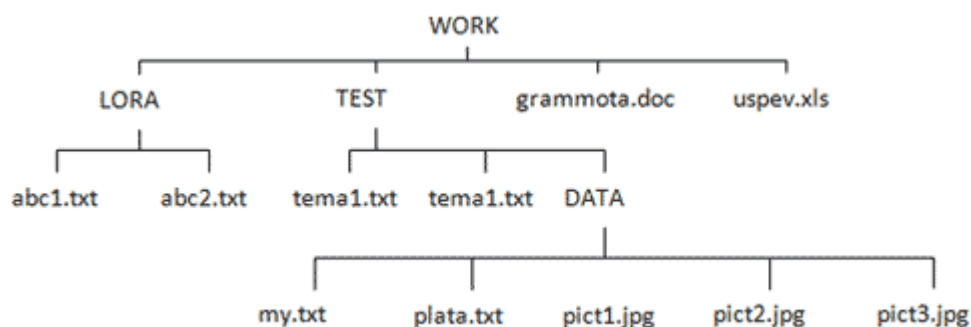 WORK
LORA TEST grammota.doc uspev.xls
abc1.txt abc2.txt tema1.txt tema1.txt DATA
my.txt plata.txt pict1.jpg pict2.jpg pict3.jpg